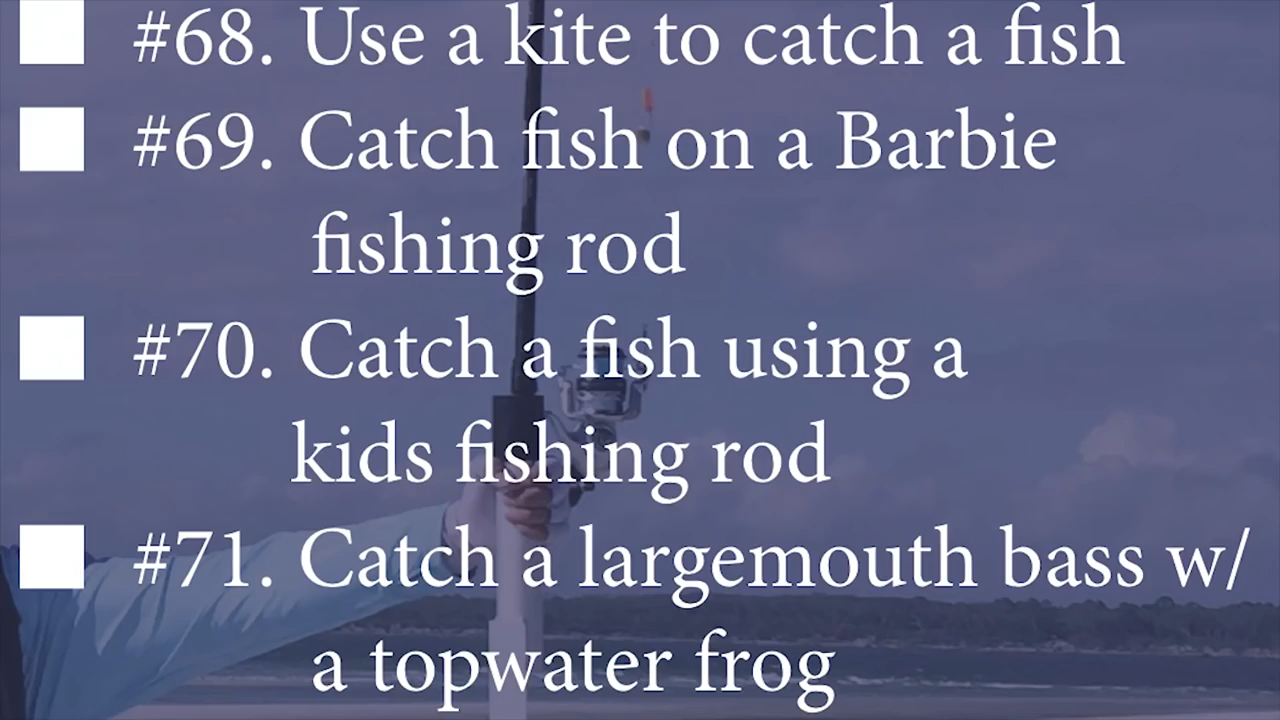 #68. Use a kite to catch a fish
#69. Catch fish on a Barbie
fishing rod
#70. Catch a fish using a
kids fishing rod
#71. Catch a largemouth bass w/
a topwater frog